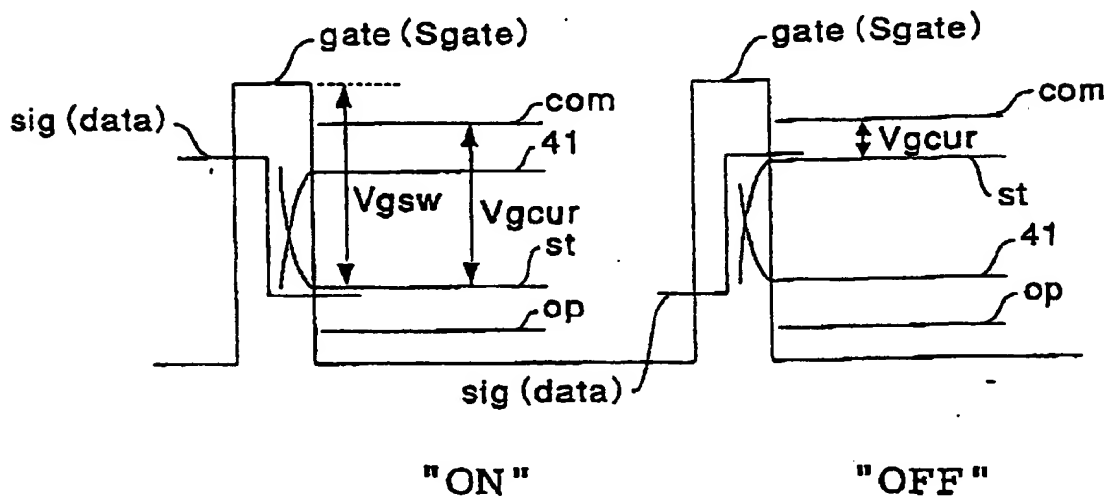 gate (Sgate)
gate (Sgate)
sig (data)
com
41
Vgsw
Vgcur
st
op
com
Vgcur
st
41
op
sig (data)
"ON"
"OFF"